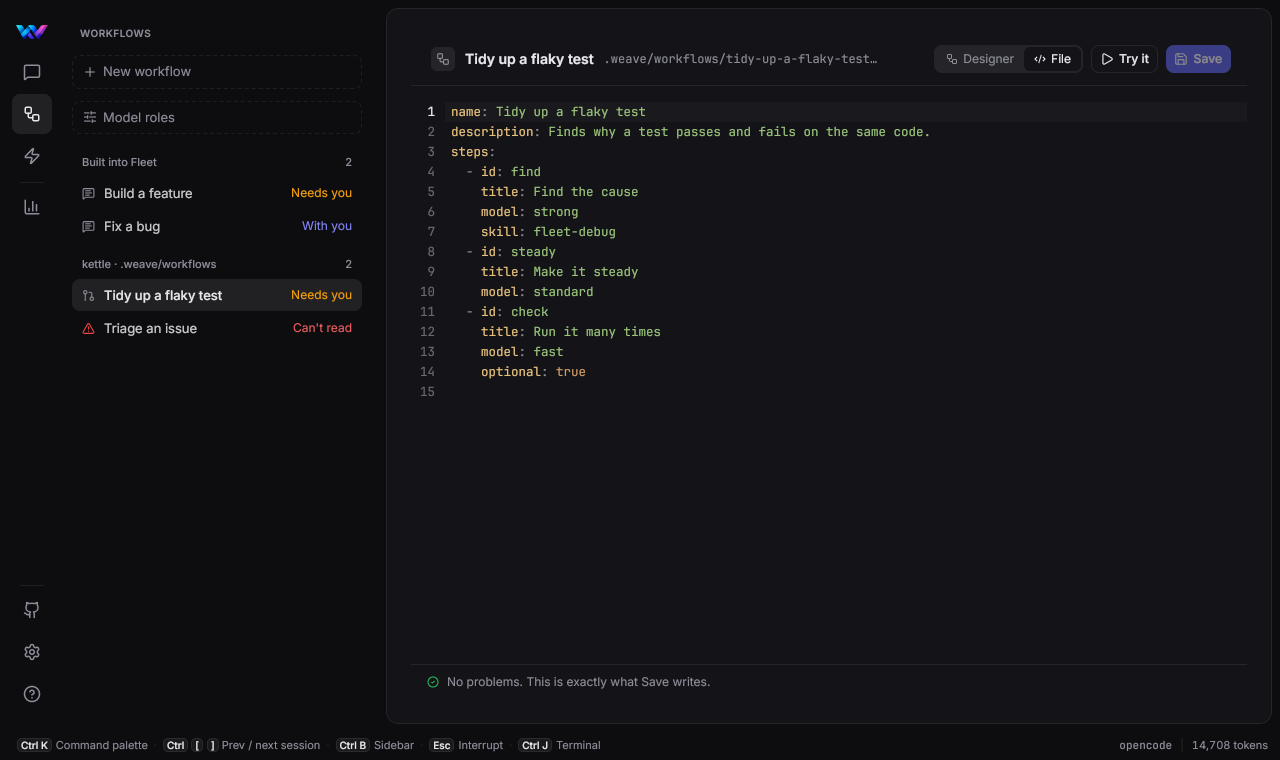 WORKFLOWS
New workflow
Model roles
Built into Fleet 2
Build a feature Needs you
Fix a bug With you
kettle · .weave/workflows 2
Tidy up a flaky test Needs you
Triage an issue Can't read
Tidy up a flaky test .weave/workflows/tidy-up-a-flaky-test…
Designer File Try it Save
1 name: Tidy up a flaky test
2 description: Finds why a test passes and fails on the same code.
3 steps:
4 - id: find
5 title: Find the cause
6 model: strong
7 skill: fleet-debug
8 - id: steady
9 title: Make it steady
10 model: standard
11 - id: check
12 title: Run it many times
13 model: fast
14 optional: true
15
No problems. This is exactly what Save writes.
Ctrl K Command palette · Ctrl [ ] Prev / next session · Ctrl B Sidebar · Esc Interrupt · Ctrl J Terminal
opencode 14,708 tokens